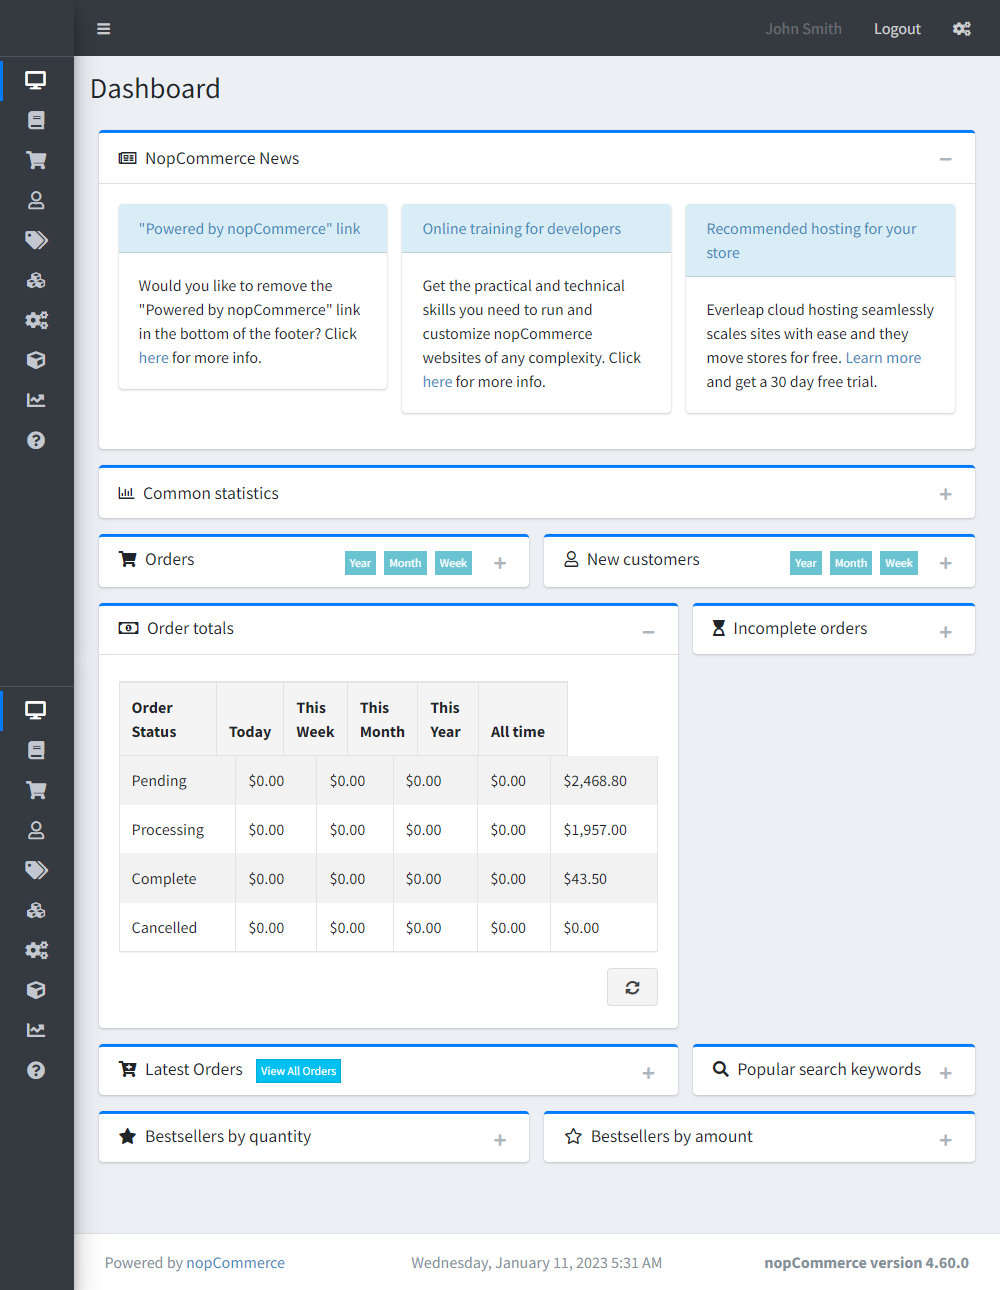 John Smith Logout
Dashboard
NopCommerce News
"Powered by nopCommerce" link
Would you like to remove the
"Powered by nopCommerce" link
in the bottom of the footer? Click
here for more info.
Online training for developers
Get the practical and technical
skills you need to run and
customize nopCommerce
websites of any complexity. Click
here for more info.
Recommended hosting for your
store
Everleap cloud hosting seamlessly
scales sites with ease and they
move stores for free. Learn more
and get a 30 day free trial.
Common statistics
Orders Year Month Week
New customers Year Month Week
Order totals
Incomplete orders
Order Status Today This Week This Month This Year All time
Pending $0.00 $0.00 $0.00 $0.00 $2,468.80
Processing $0.00 $0.00 $0.00 $0.00 $1,957.00
Complete $0.00 $0.00 $0.00 $0.00 $43.50
Cancelled $0.00 $0.00 $0.00 $0.00 $0.00
Latest Orders View All Orders
Popular search keywords
Bestsellers by quantity
Bestsellers by amount
Powered by nopCommerce Wednesday, January 11, 2023 5:31 AM nopCommerce version 4.60.0